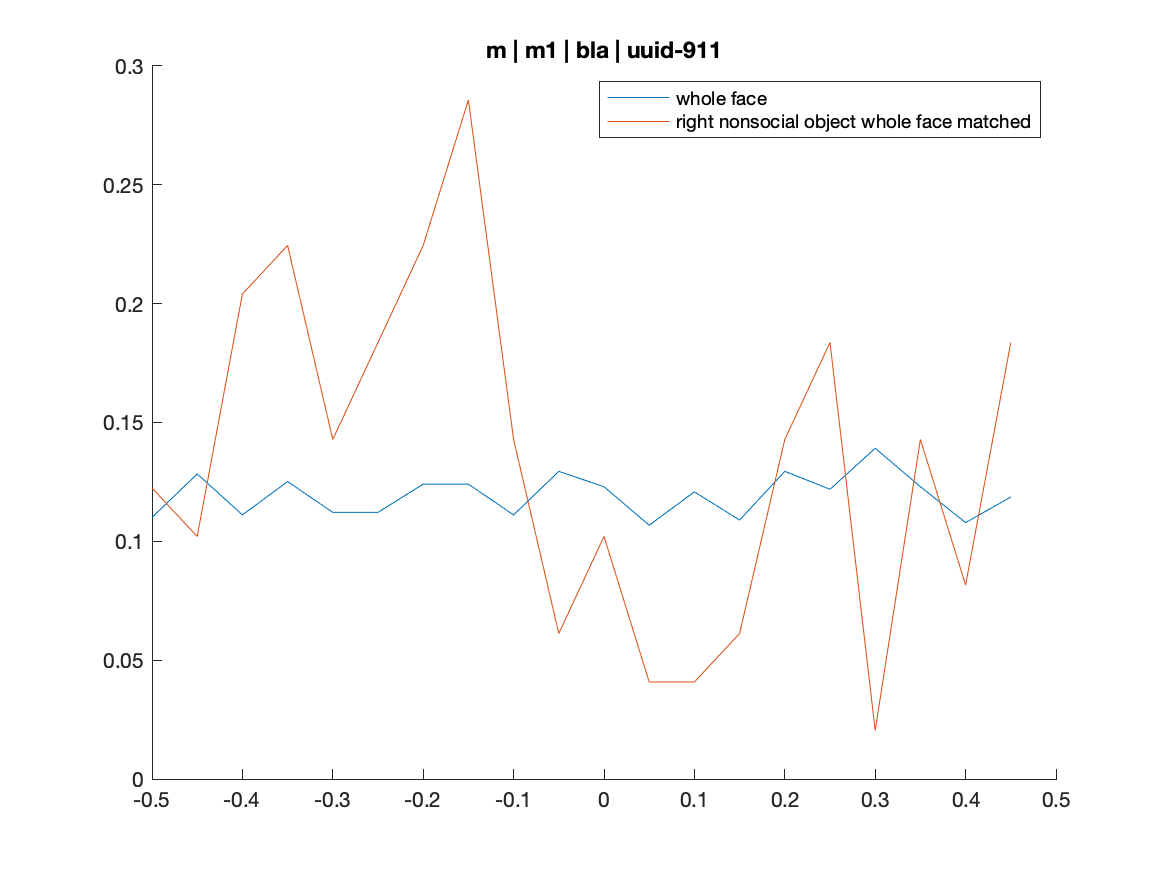 m | m1 | bla | uuid-911
whole face
right nonsocial object whole face matched
0.3
0.25
0.2
0.15
0.1
0.05
0
-0.5 -0.4 -0.3 -0.2 -0.1 0 0.1 0.2 0.3 0.4 0.5